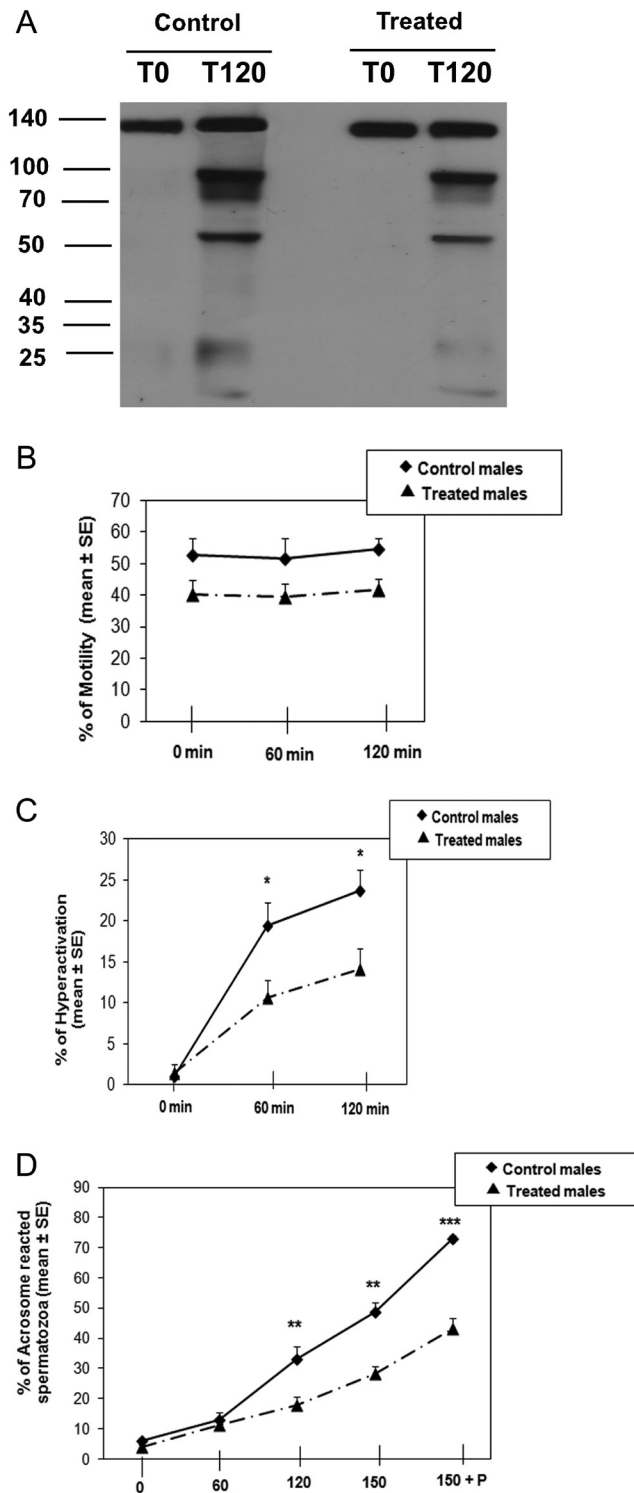 A
Control Treated
T0 T120 T0 T120
140
100
70
50
40
35
25
B
Control males
Treated males
% of Motility (mean ± SE)
70
60
50
40
30
20
10
0
0 min 60 min 120 min
C
Control males
Treated males
% of Hyperactivation
(mean ± SE)
30
25
20
15
10
5
0
* *
0 min 60 min 120 min
D
Control males
Treated males
% of Acrosome reacted
spermatozoa (mean ± SE)
90
80
70
60
50
40
30
20
10
0
** ** ***
0 60 120 150 150 + P